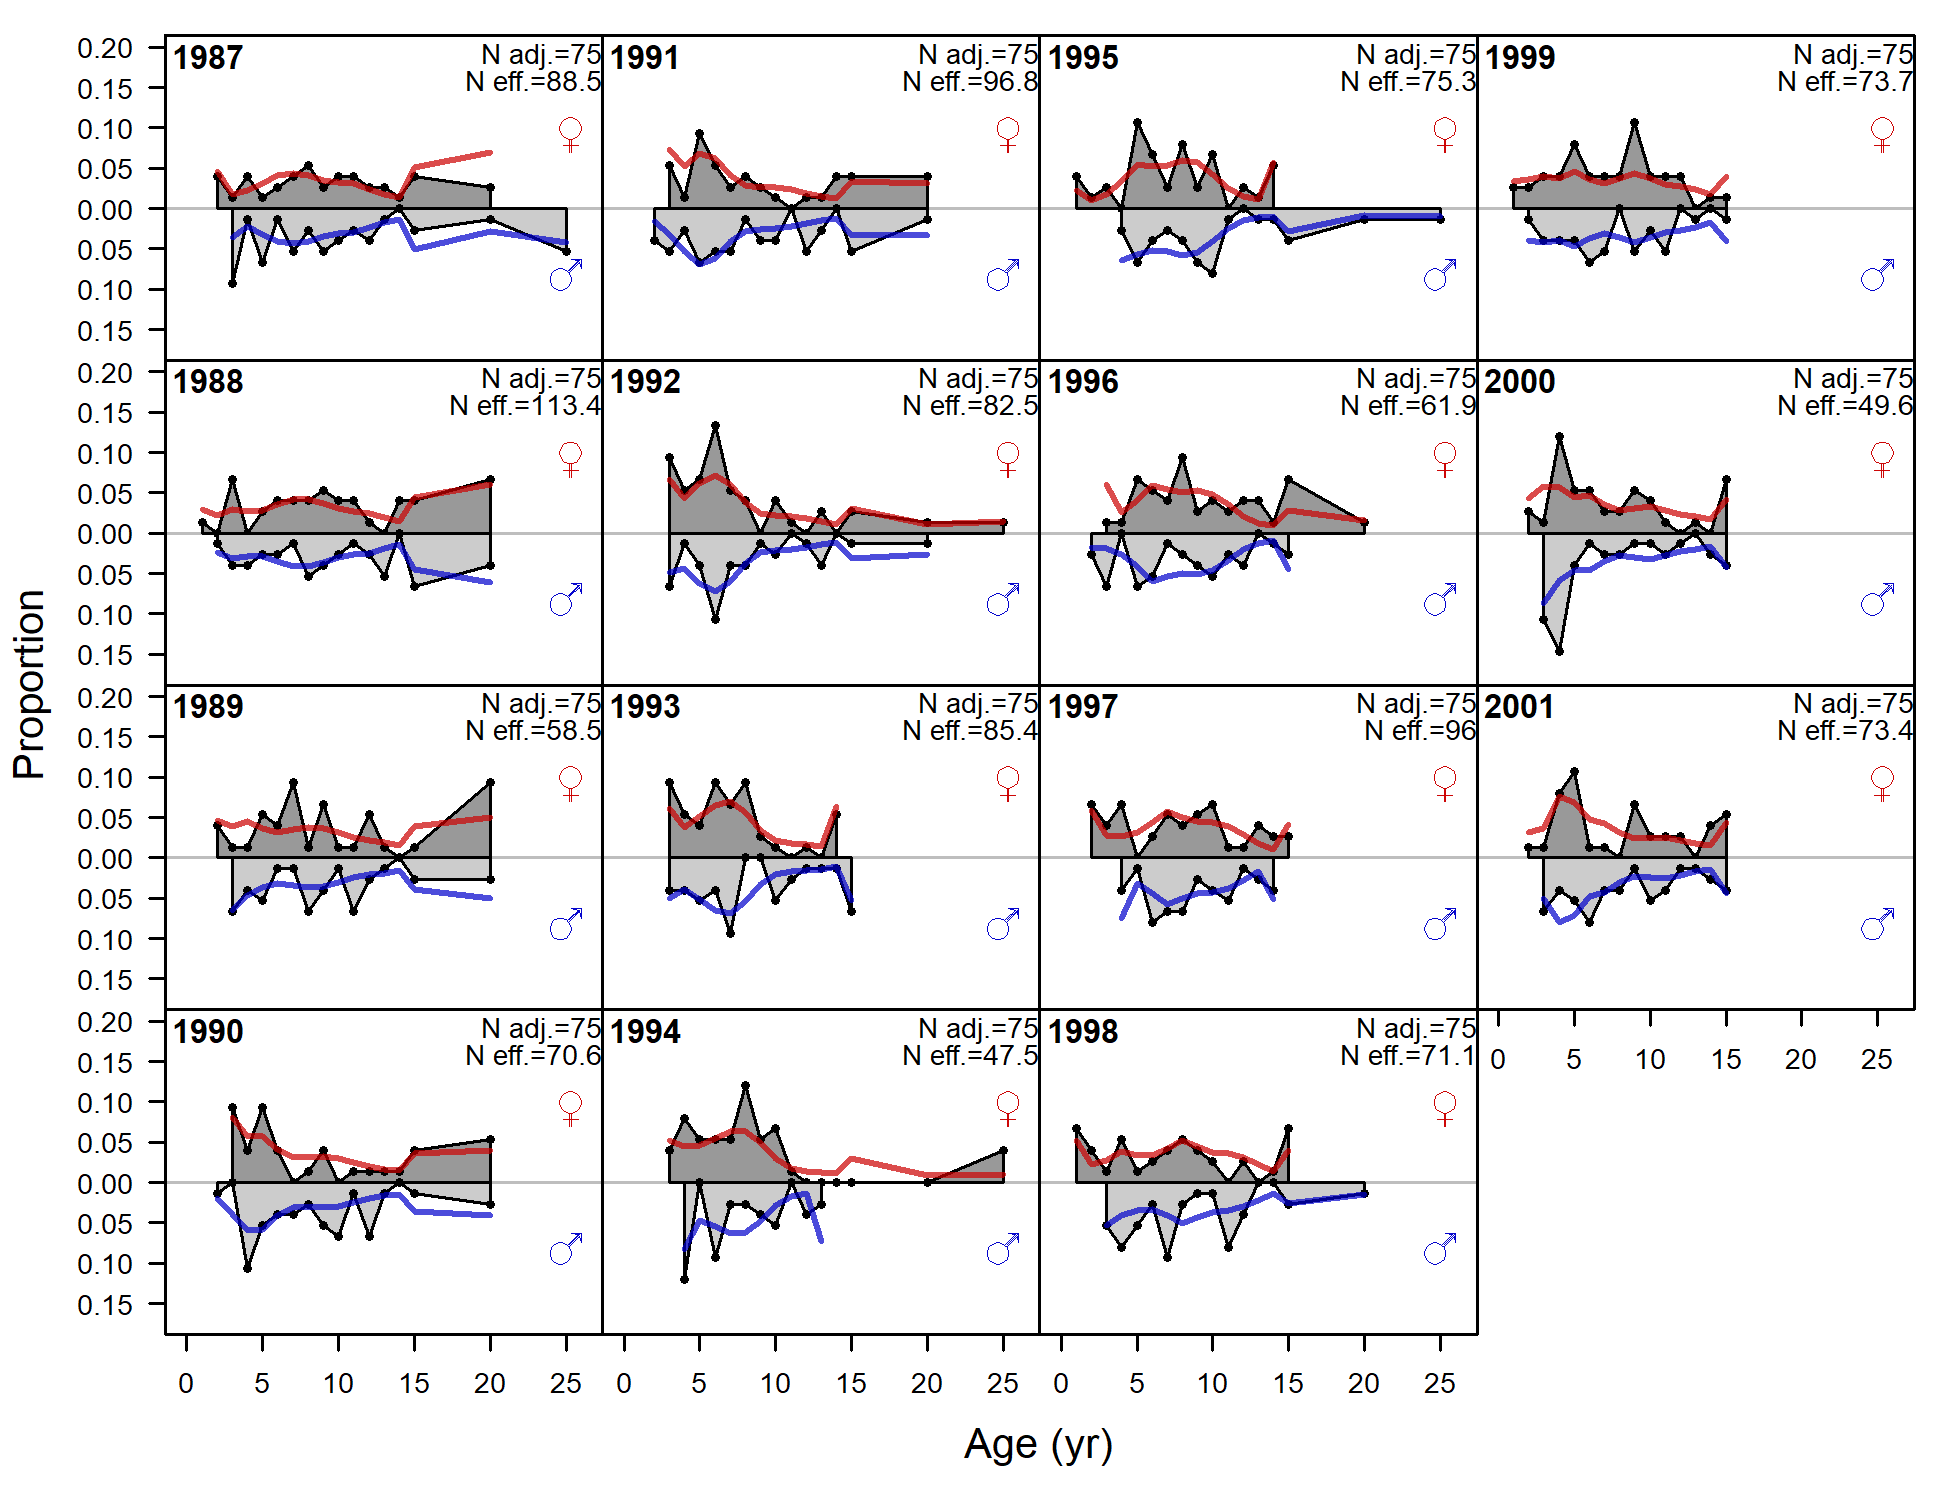 Proportion
0.20
0.15
0.10
0.05
0.00
0.05
0.10
0.15
1987
N adj.=75
N eff.=88.5
♀
♂
1991
N adj.=75
N eff.=96.8
♀
♂
1995
N adj.=75
N eff.=75.3
♀
♂
1999
N adj.=75
N eff.=73.7
♀
♂
0.20
0.15
0.10
0.05
0.00
0.05
0.10
0.15
1988
N adj.=75
N eff.=113.4
♀
♂
1992
N adj.=75
N eff.=82.5
♀
♂
1996
N adj.=75
N eff.=61.9
♀
♂
2000
N adj.=75
N eff.=49.6
♀
♂
0.20
0.15
0.10
0.05
0.00
0.05
0.10
0.15
1989
N adj.=75
N eff.=58.5
♀
♂
1993
N adj.=75
N eff.=85.4
♀
♂
1997
N adj.=75
N eff.=96
♀
♂
2001
N adj.=75
N eff.=73.4
♀
♂
0.20
0.15
0.10
0.05
0.00
0.05
0.10
0.15
1990
N adj.=75
N eff.=70.6
♀
♂
1994
N adj.=75
N eff.=47.5
♀
♂
1998
N adj.=75
N eff.=71.1
♀
♂
0 5 10 15 20 25
0 5 10 15 20 25
0 5 10 15 20 25
0 5 10 15 20 25
Age (yr)